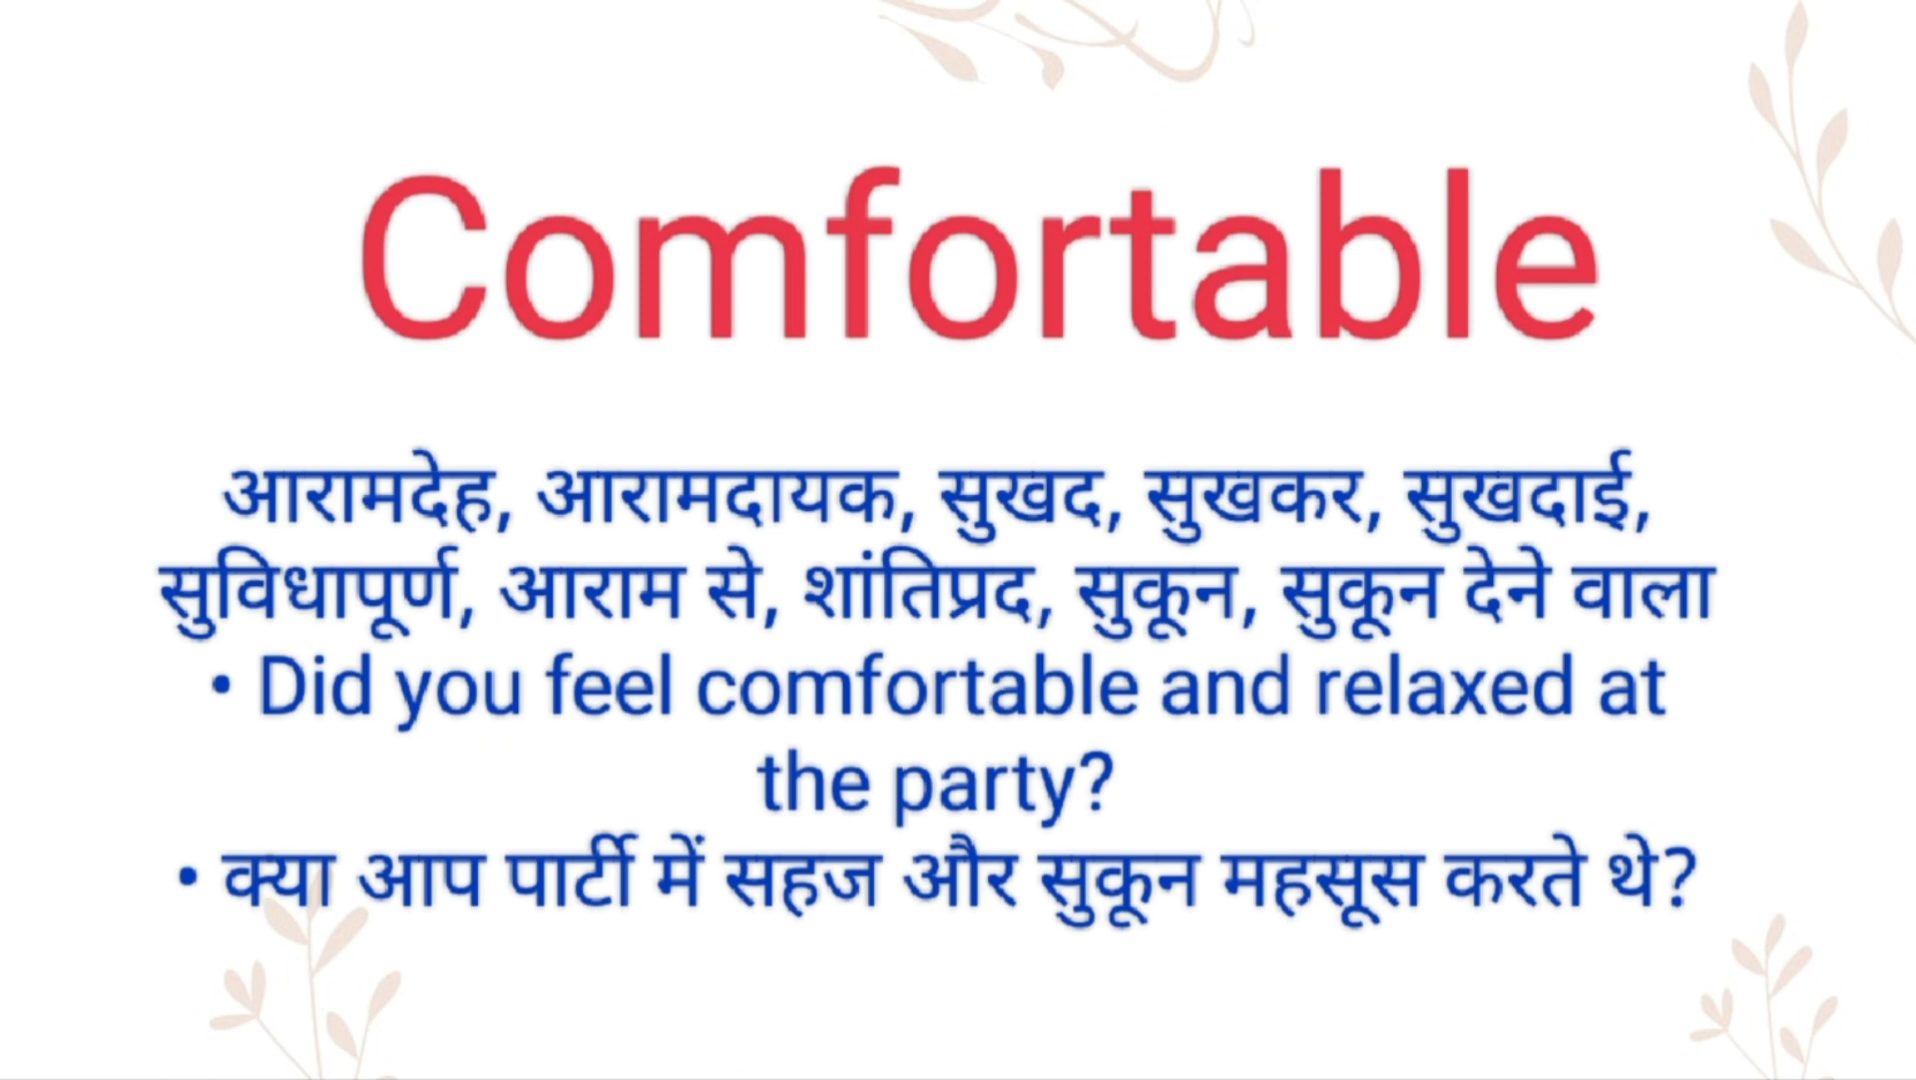 Comfortable
आरामदेह, आरामदायक, सुखद, सुखकर, सुखदाई,
सुविधापूर्ण, आराम से, शांतिप्रद, सुकून, सुकून देने वाला
• Did you feel comfortable and relaxed at
the party?
• क्या आप पार्टी में सहज और सुकून महसूस करते थे?